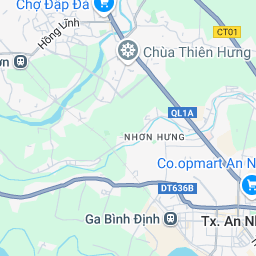 Chợ Đập Đá
CT01
Hồng Lĩnh
Chùa Thiên Hưng
QL1A
NHƠN HƯNG
Co.opmart An N
DT636B
Ga Bình Định
Tx. An Nh